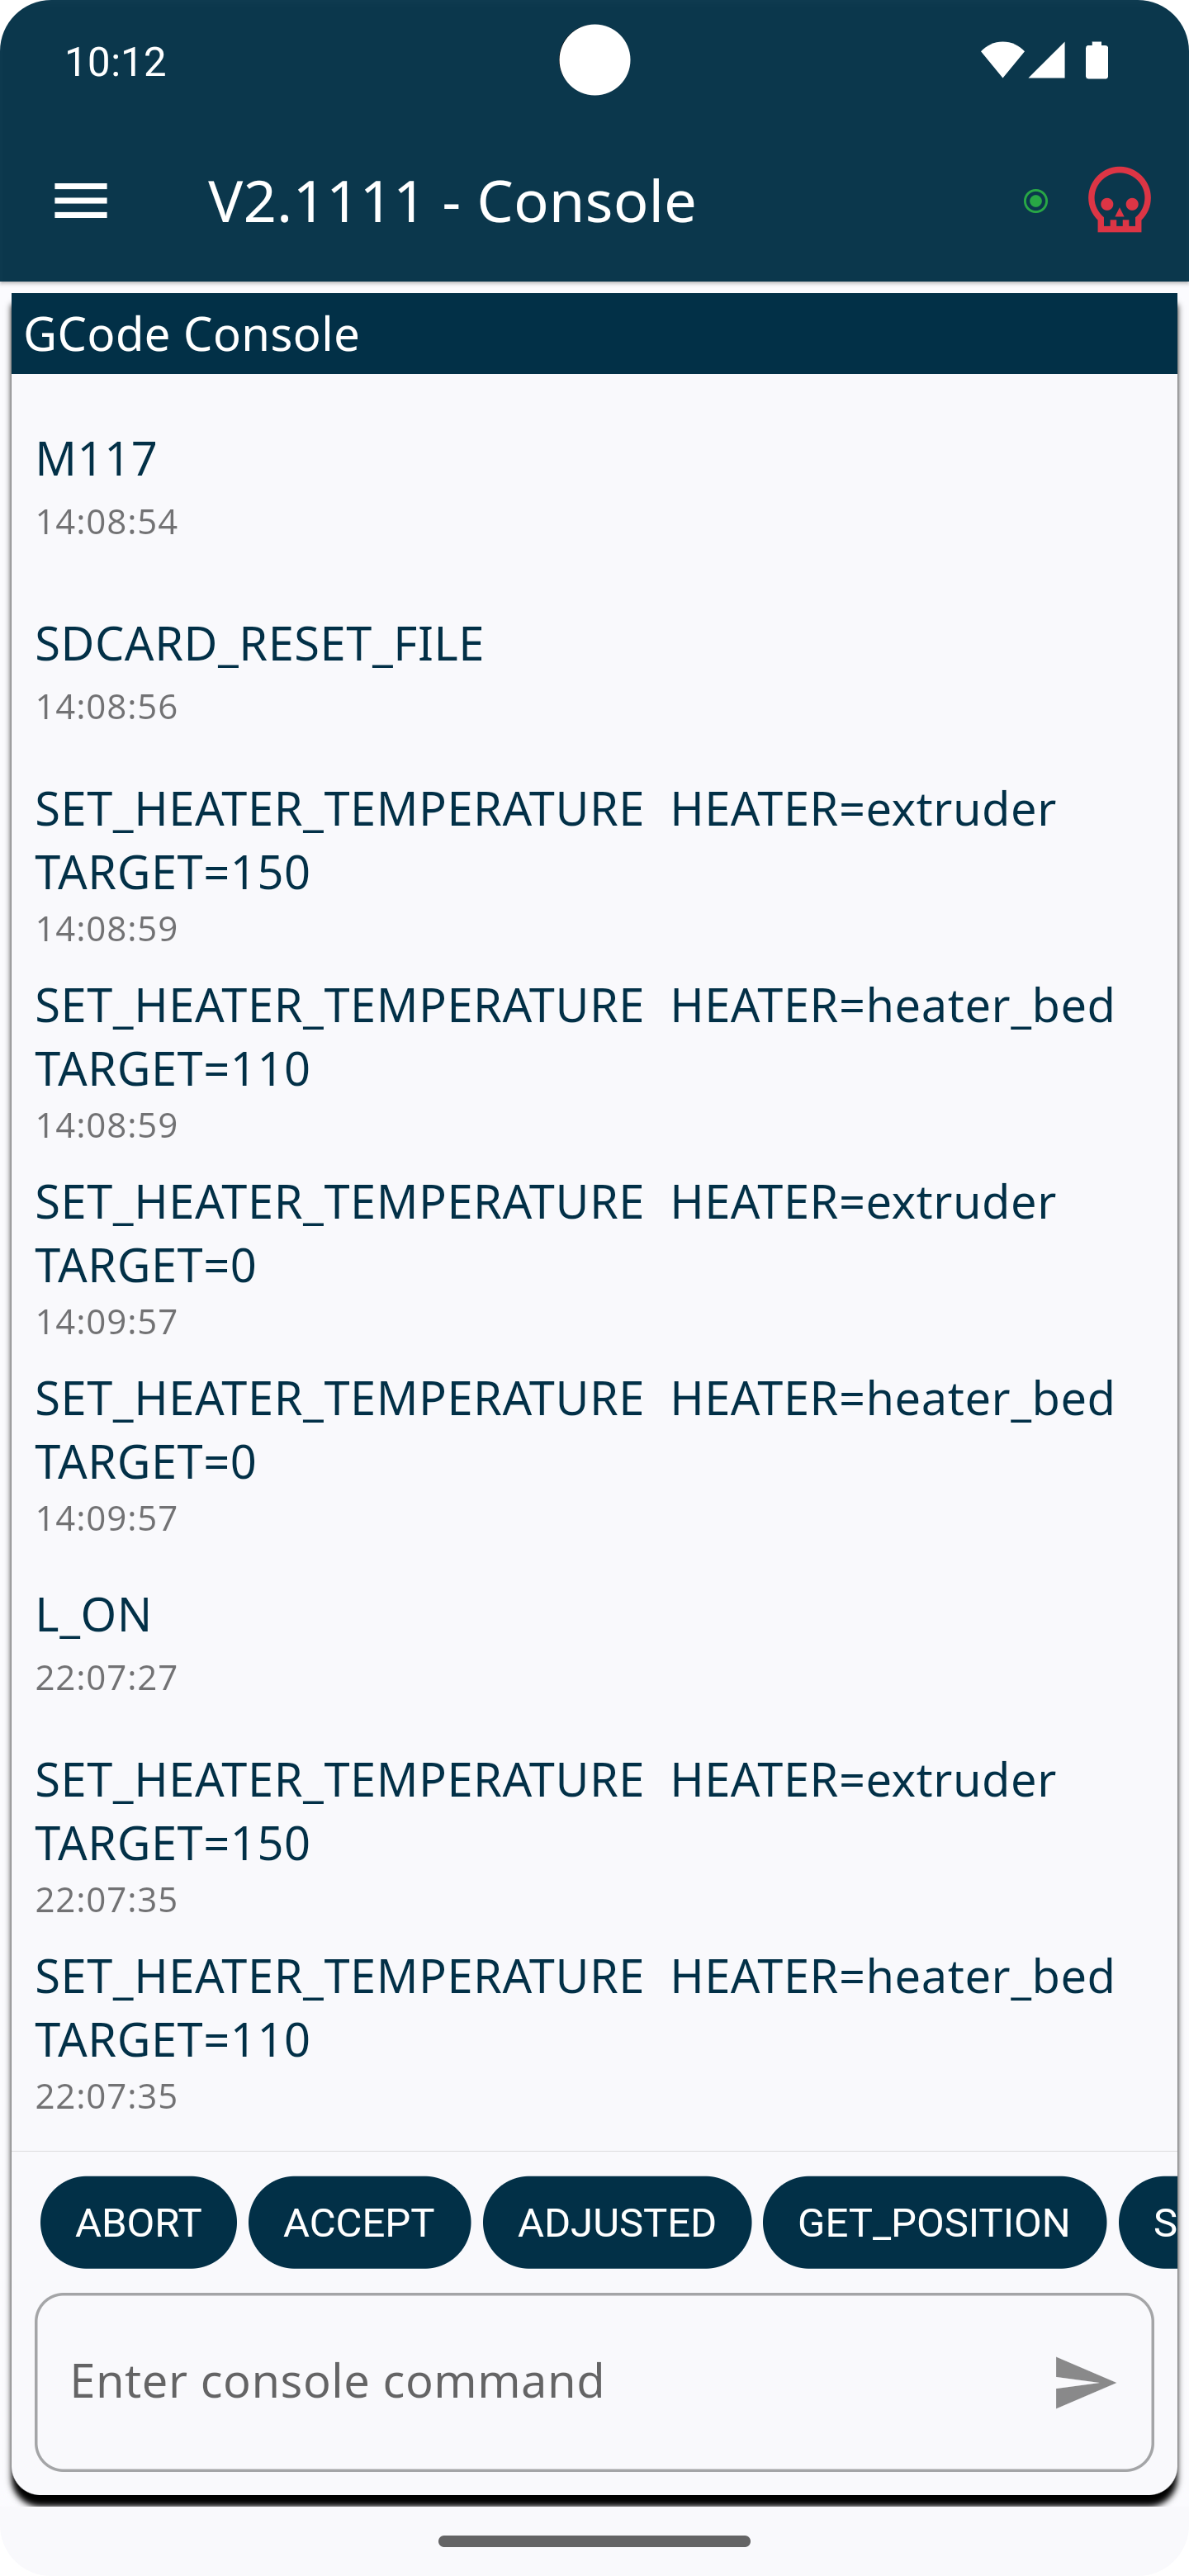 10:12
V2.1111 - Console
GCode Console
M117
14:08:54
SDCARD_RESET_FILE
14:08:56
SET_HEATER_TEMPERATURE  HEATER=extruder
TARGET=150
14:08:59
SET_HEATER_TEMPERATURE  HEATER=heater_bed
TARGET=110
14:08:59
SET_HEATER_TEMPERATURE  HEATER=extruder
TARGET=0
14:09:57
SET_HEATER_TEMPERATURE  HEATER=heater_bed
TARGET=0
14:09:57
L_ON
22:07:27
SET_HEATER_TEMPERATURE  HEATER=extruder
TARGET=150
22:07:35
SET_HEATER_TEMPERATURE  HEATER=heater_bed
TARGET=110
22:07:35
ABORT ACCEPT ADJUSTED GET_POSITION S
Enter console command